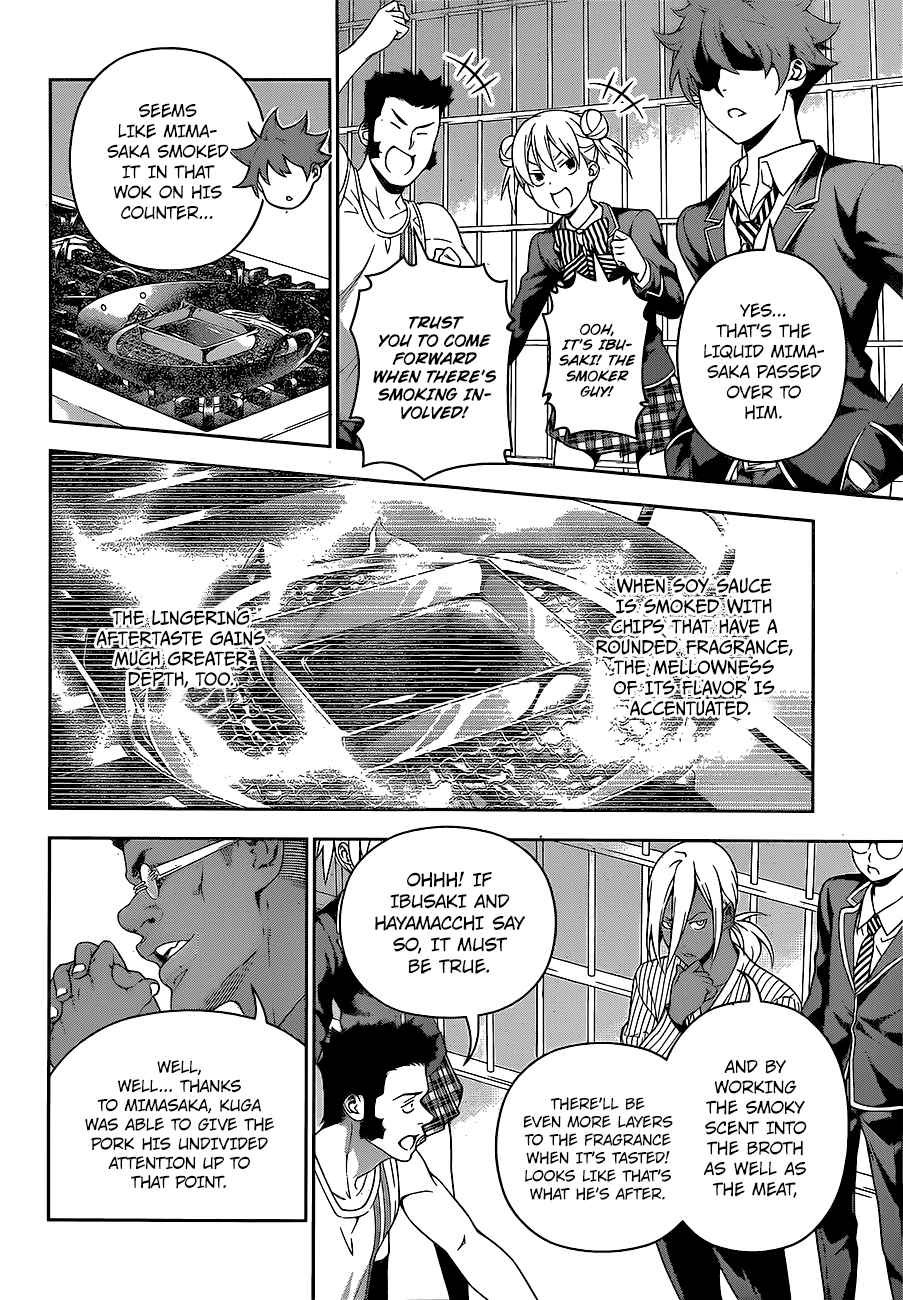 YES...
THAT'S THE
LIQUID MIMA-
SAKA PASSED
OVER TO
HIM.
OOH,
IT'S IBU-
SAKI! THE
SMOKER
GUY!
TRUST
YOU TO COME
FORWARD
WHEN THERE'S
SMOKING IN-
VOLVED!
SEEMS
LIKE MIMA-
SAKA SMOKED
IT IN THAT
WOK ON HIS
COUNTER...
WHEN SOY SAUCE
IS SMOKED WITH
CHIPS THAT HAVE A
ROUNDED FRAGRANCE,
THE MELLOWNESS
OF ITS FLAVOR IS
ACCENTUATED.
THE LINGERING
AFTERTASTE GAINS
MUCH GREATER
DEPTH, TOO.
AND BY
WORKING
THE SMOKY
SCENT INTO
THE BROTH
AS WELL AS
THE MEAT,
THERE'LL BE
EVEN MORE LAYERS
TO THE FRAGRANCE
WHEN IT'S TASTED!
LOOKS LIKE THAT'S
WHAT HE'S AFTER.
OHHH! IF
IBUSAKI AND
HAYAMACCHI SAY
SO, IT MUST
BE TRUE.
WELL,
WELL... THANKS
TO MIMASAKA, KUGA
WAS ABLE TO GIVE THE
PORK HIS UNDIVIDED
ATTENTION UP TO
THAT POINT.